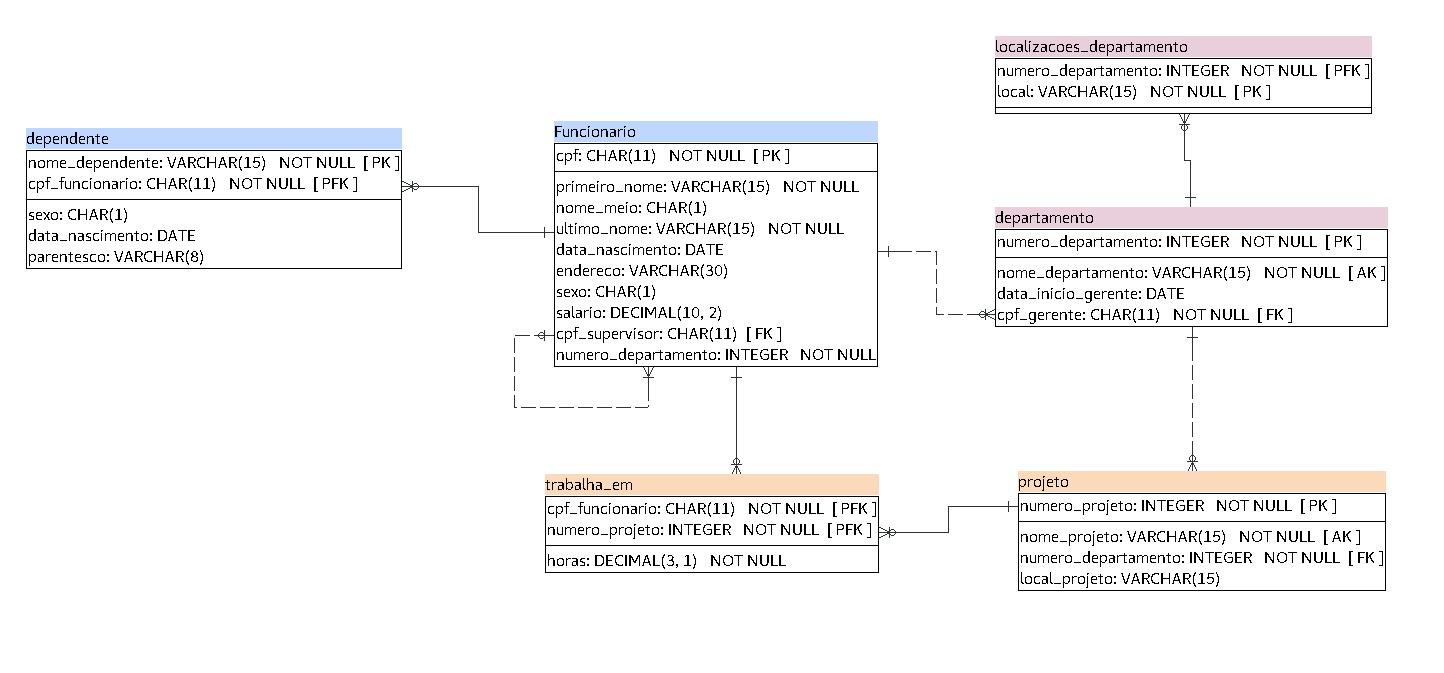 localizacoes_departamento
numero_departamento: INTEGER NOT NULL [ PFK ]
local: VARCHAR(15) NOT NULL [ PK ]
dependente
nome_dependente: VARCHAR(15) NOT NULL [ PK ]
cpf_funcionario: CHAR(11) NOT NULL [ PFK ]
sexo: CHAR(1)
data_nascimento: DATE
parentesco: VARCHAR(8)
Funcionario
cpf: CHAR(11) NOT NULL [ PK ]
primeiro_nome: VARCHAR(15) NOT NULL
nome_meio: CHAR(1)
ultimo_nome: VARCHAR(15) NOT NULL
data_nascimento: DATE
endereco: VARCHAR(30)
sexo: CHAR(1)
salario: DECIMAL(10, 2)
cpf_supervisor: CHAR(11) [ FK ]
numero_departamento: INTEGER NOT NULL
departamento
numero_departamento: INTEGER NOT NULL [ PK ]
nome_departamento: VARCHAR(15) NOT NULL [ AK ]
data_inicio_gerente: DATE
cpf_gerente: CHAR(11) NOT NULL [ FK ]
trabalha_em
cpf_funcionario: CHAR(11) NOT NULL [ PFK ]
numero_projeto: INTEGER NOT NULL [ PFK ]
horas: DECIMAL(3, 1) NOT NULL
projeto
numero_projeto: INTEGER NOT NULL [ PK ]
nome_projeto: VARCHAR(15) NOT NULL [ AK ]
numero_departamento: INTEGER NOT NULL [ FK ]
local_projeto: VARCHAR(15)